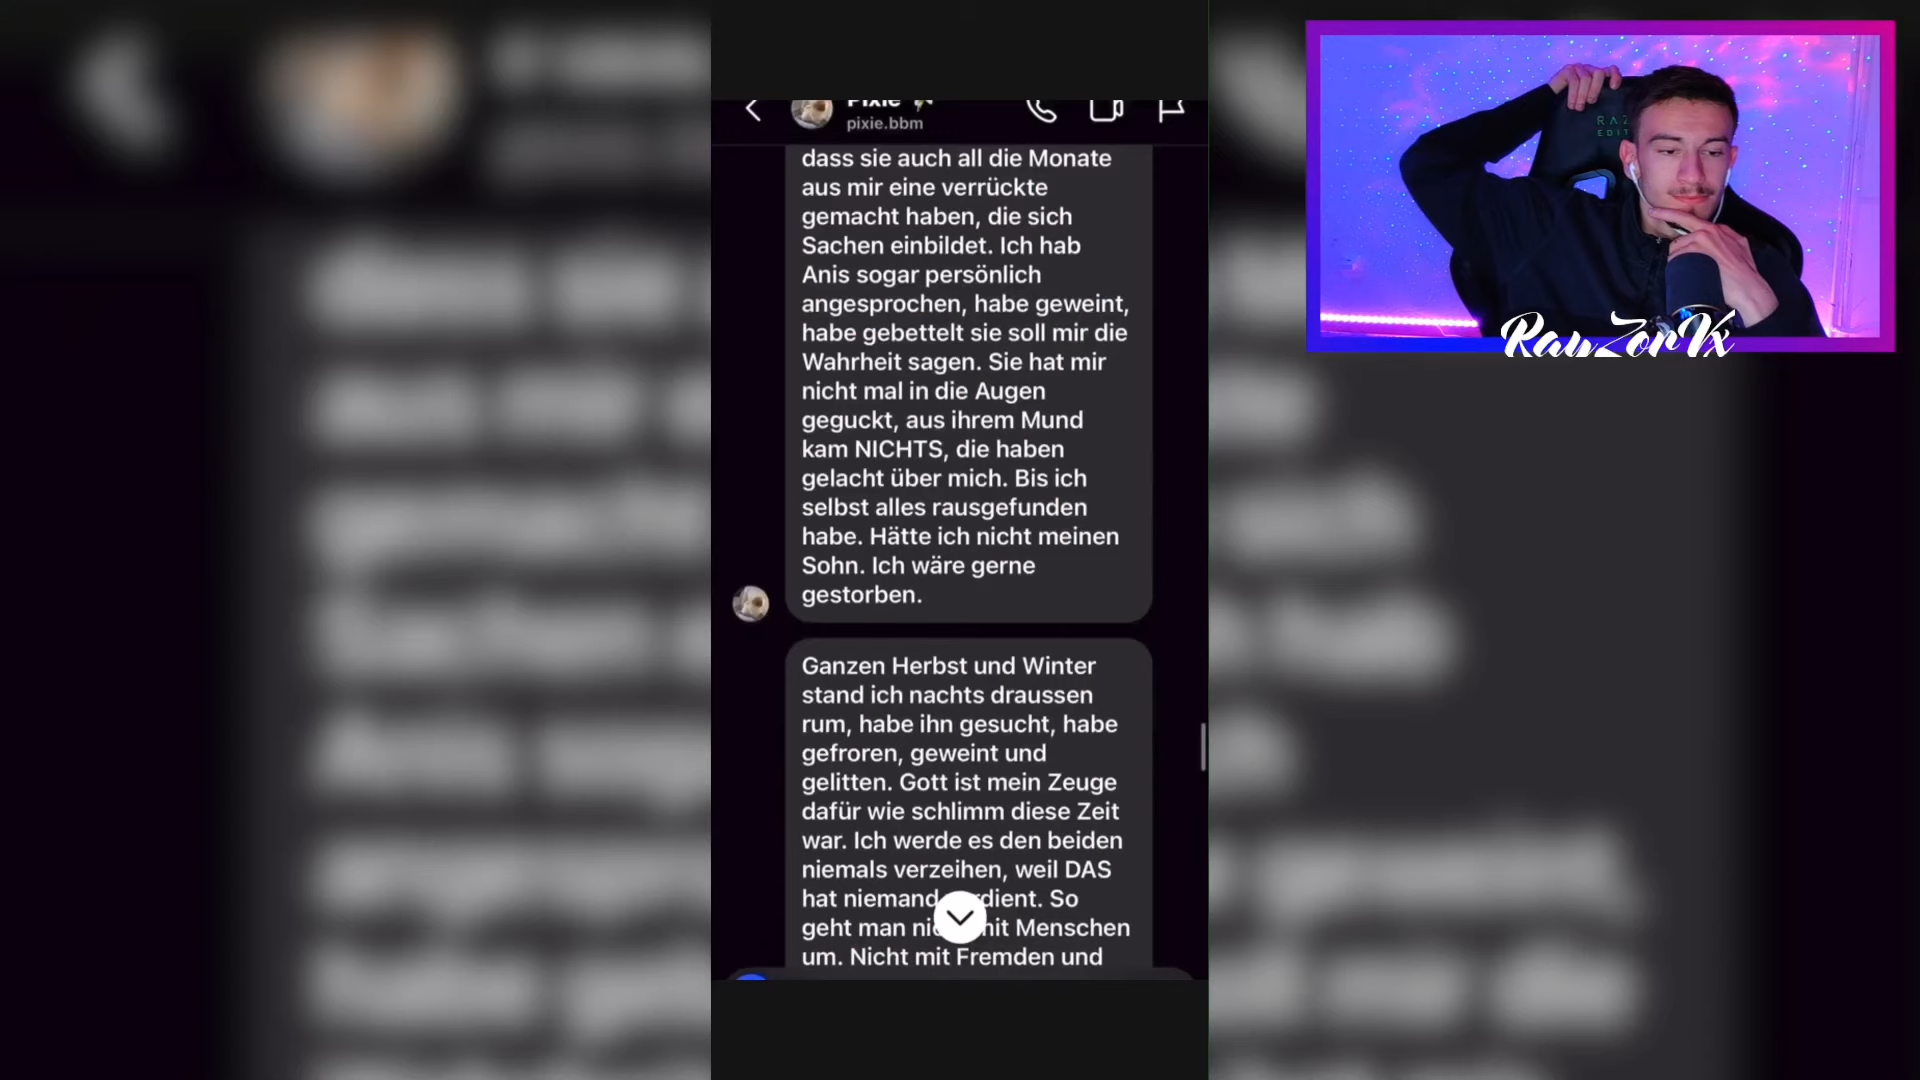 Pixie
pixie.bbm
dass sie auch all die Monate
aus mir eine verrückte
gemacht haben, die sich
Sachen einbildet. Ich hab
Anis sogar persönlich
angesprochen, habe geweint,
habe gebettelt sie soll mir die
Wahrheit sagen. Sie hat mir
nicht mal in die Augen
geguckt, aus ihrem Mund
kam NICHTS, die haben
gelacht über mich. Bis ich
selbst alles rausgefunden
habe. Hätte ich nicht meinen
Sohn. Ich wäre gerne
gestorben.
Ganzen Herbst und Winter
stand ich nachts draussen
rum, habe ihn gesucht, habe
gefroren, geweint und
gelitten. Gott ist mein Zeuge
dafür wie schlimm diese Zeit
war. Ich werde es den beiden
niemals verzeihen, weil DAS
hat niemand So
geht man Menschen
um. Nicht mit Fremden und
RayZorVx